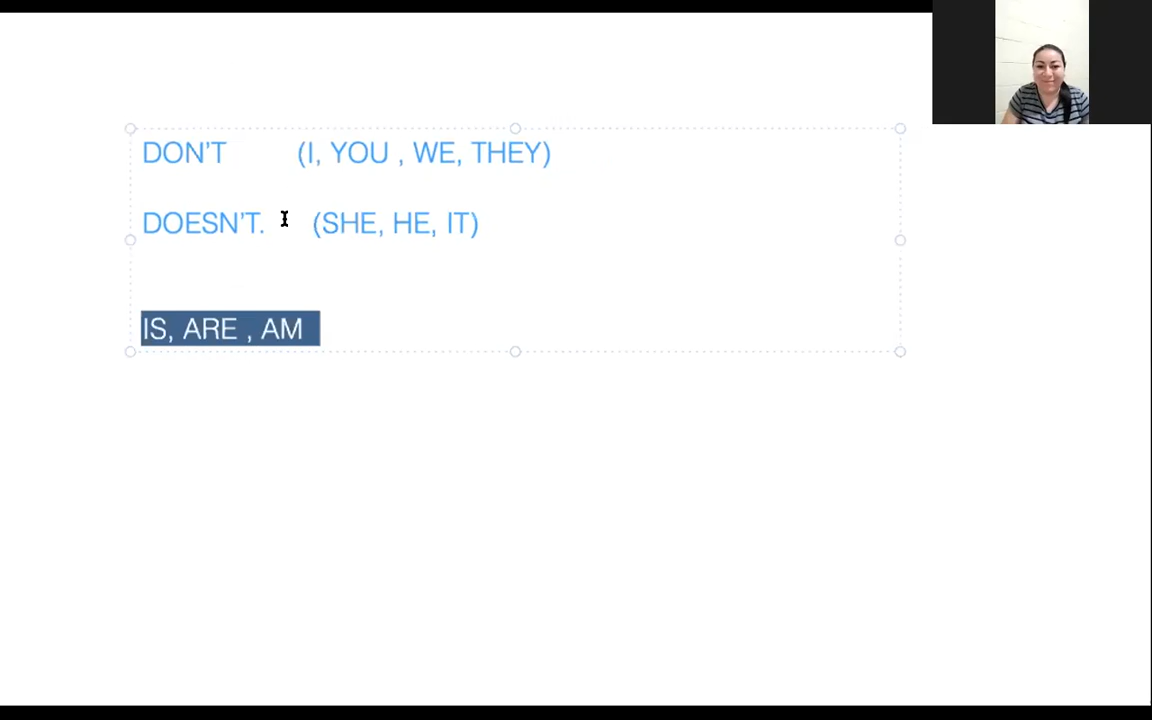 DON'T (I, YOU , WE, THEY)
DOESN'T. (SHE, HE, IT)
IS, ARE , AM